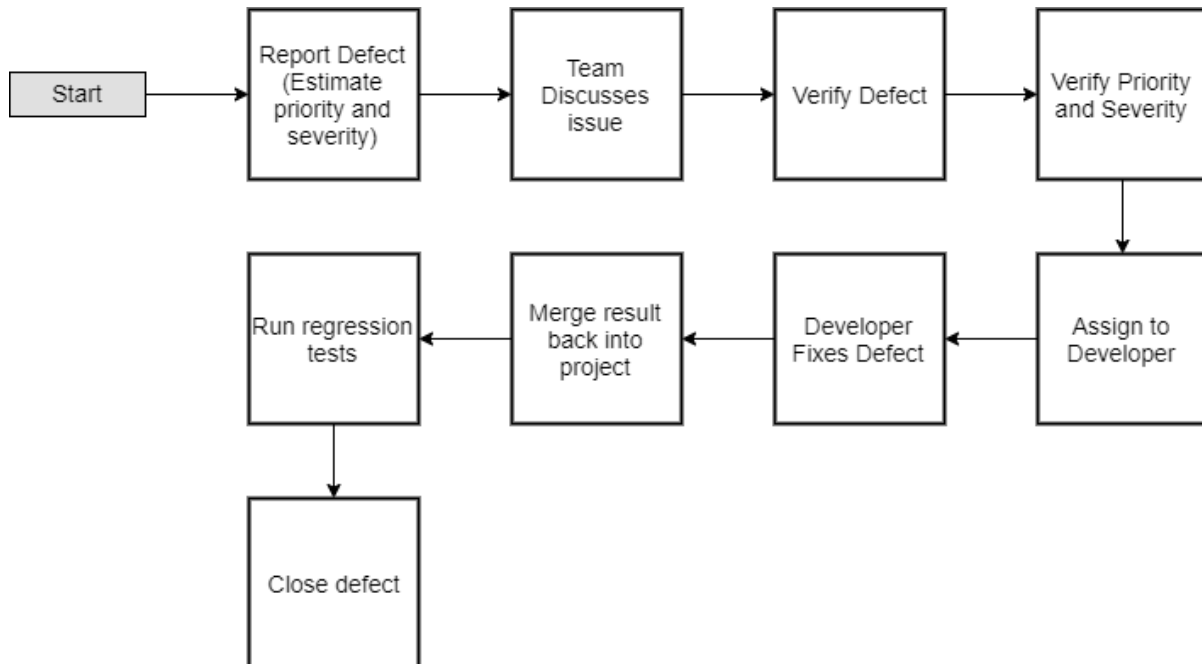 Start
Report Defect
(Estimate
priority and
severity)
Team
Discusses
issue
Verify Defect
Verify Priority
and Severity
Run regression
tests
Merge result
back into
project
Developer
Fixes Defect
Assign to
Developer
Close defect